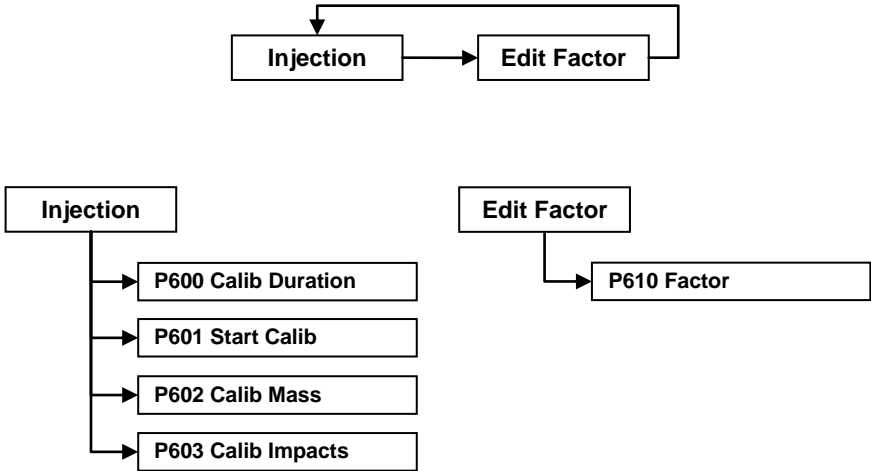 Injection
Edit Factor
Injection
P600 Calib Duration
P601 Start Calib
P602 Calib Mass
P603 Calib Impacts
Edit Factor
P610 Factor